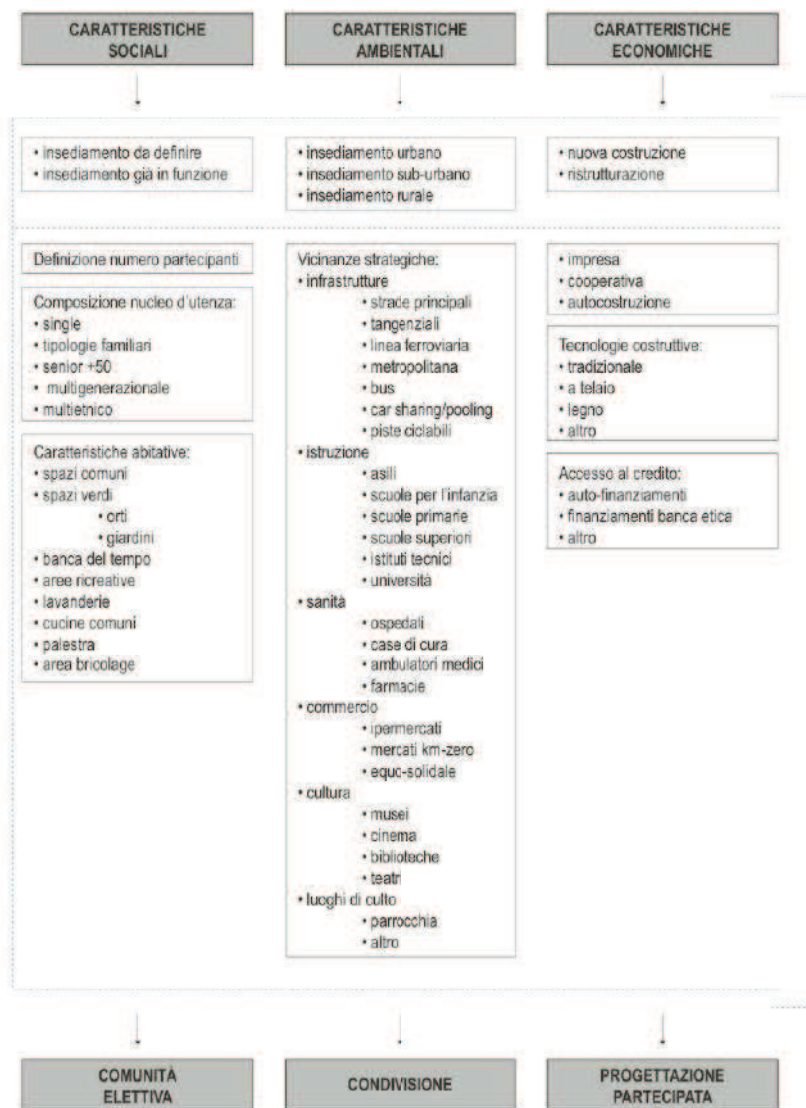 CARATTERISTICHE
SOCIALI
• insediamento da definire
• insediamento già in funzione
Definizione numero partecipanti
Composizione nucleo d'utenza:
• single
• tipologie familiari
• senior +50
• multigenerazionale
• multietnico
Caratteristiche abitative:
• spazi comuni
• spazi verdi
• orti
• giardini
• banca del tempo
• aree ricreative
• lavanderie
• cucine comuni
• palestra
• area bricolage
COMUNITÀ
ELETTIVA
CARATTERISTICHE
AMBIENTALI
• insediamento urbano
• insediamento sub-urbano
• insediamento rurale
Vicinanze strategiche:
• infrastrutture
• strade principali
• tangenziali
• linea ferroviaria
• metropolitana
• bus
• car sharing/pooling
• piste ciclabili
• istruzione
• asili
• scuole per l'infanzia
• scuole primarie
• scuole superiori
• istituti tecnici
• università
• sanità
• ospedali
• case di cura
• ambulatori medici
• farmacie
• commercio
• ipermercati
• mercati km-zero
• equo-solidale
• cultura
• musei
• cinema
• biblioteche
• teatri
• luoghi di culto
• parrocchia
• altro
CONDIVISIONE
CARATTERISTICHE
ECONOMICHE
• nuova costruzione
• ristrutturazione
• impresa
• cooperativa
• autocostruzione
Tecnologie costruttive:
• tradizionale
• a telaio
• legno
• altro
Accesso al credito:
• auto-finanziamenti
• finanziamenti banca etica
• altro
PROGETTAZIONE
PARTECIPATA